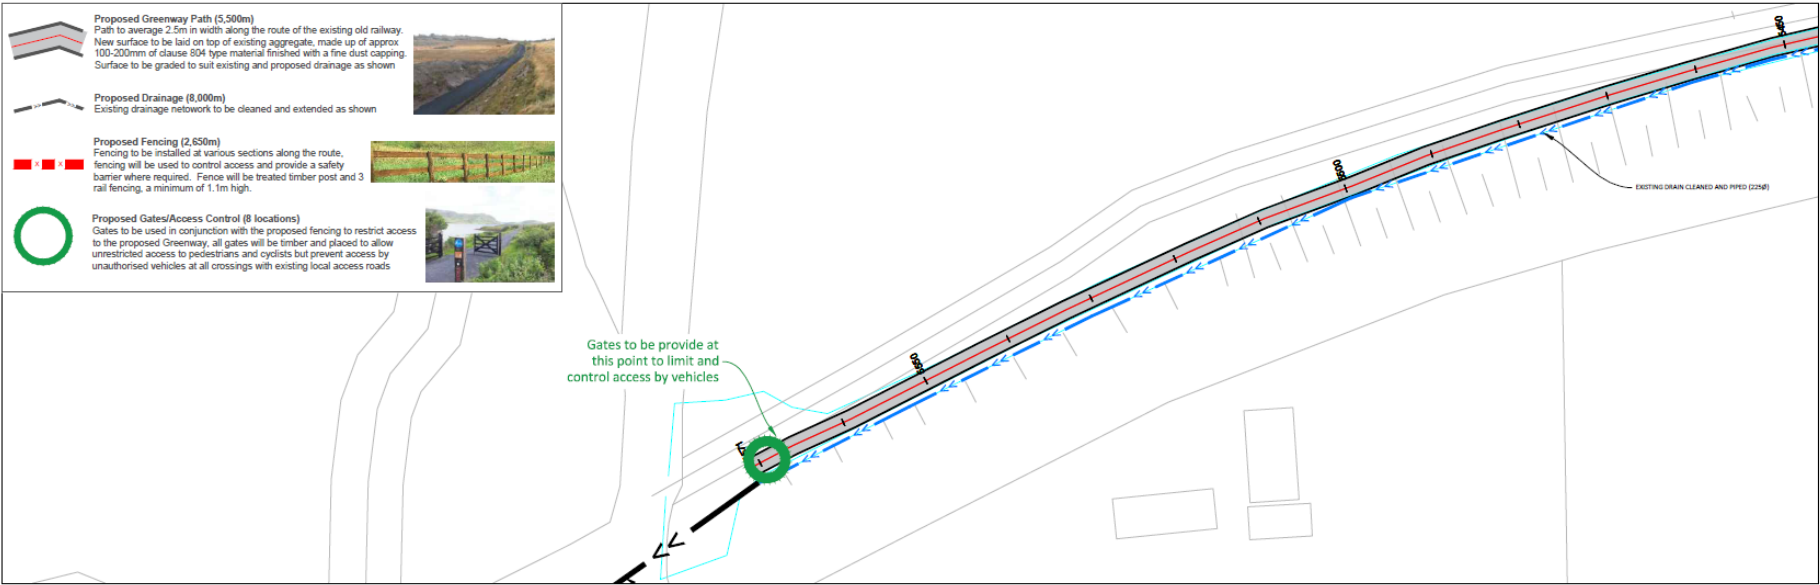 Proposed Greenway Path (5,500m)
Path to average 2.5m in width along the route of the existing old railway.
New surface to be laid on top of existing aggregate, made up of approx
100-200mm of clause 804 type material finished with a fine dust capping.
Surface to be graded to suit existing and proposed drainage as shown
Proposed Drainage (8,000m)
Existing drainage netowork to be cleaned and extended as shown
Proposed Fencing (2,650m)
Fencing to be installed at various sections along the route,
fencing will be used to control access and provide a safety
barrier where required. Fence will be treated timber post and 3
rail fencing, a minimum of 1.1m high.
Proposed Gates/Access Control (8 locations)
Gates to be used in conjunction with the proposed fencing to restrict access
to the proposed Greenway, all gates will be timber and placed to allow
unrestricted access to pedestrians and cyclists but prevent access by
unauthorised vehicles at all crossings with existing local access roads
5450
5500
EXISTING DRAIN CLEANED AND PIPED (225Ø)
Gates to be provide at
this point to limit and
control access by vehicles
5550